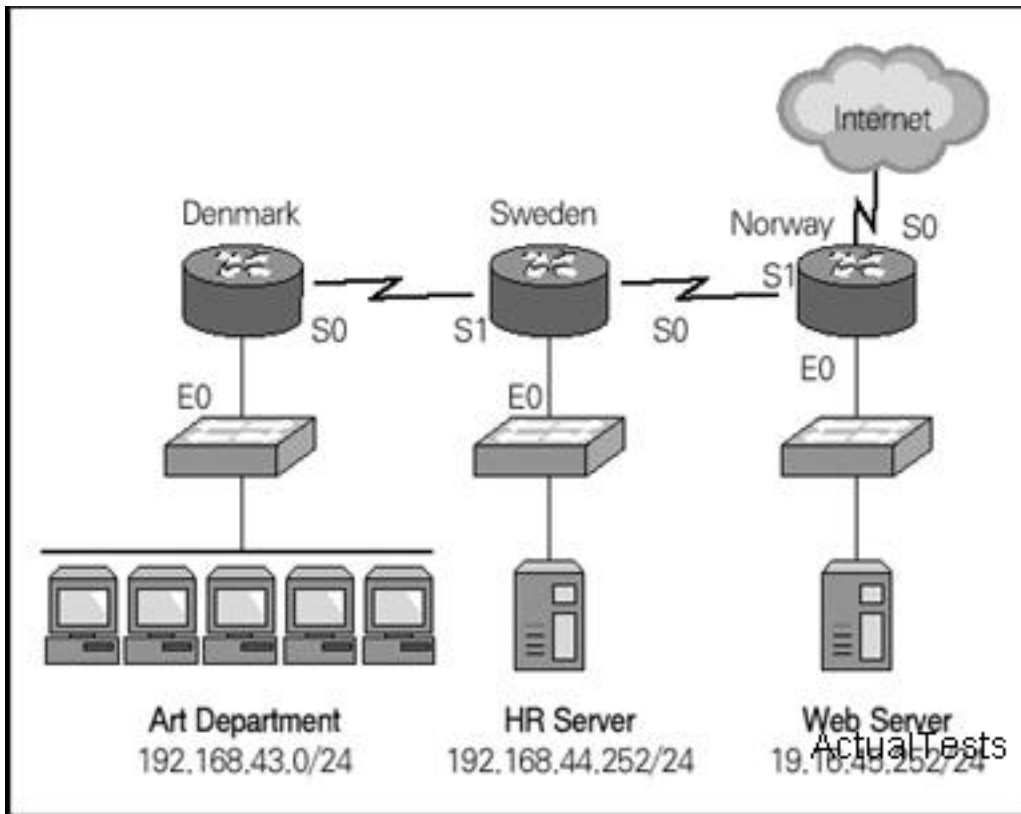 Internet
Denmark
Sweden
Norway
S0
S1
S0
S1
S0
E0
E0
E0
Art Department
192.168.43.0/24
HR Server
192.168.44.252/24
Web Server
ActualTests